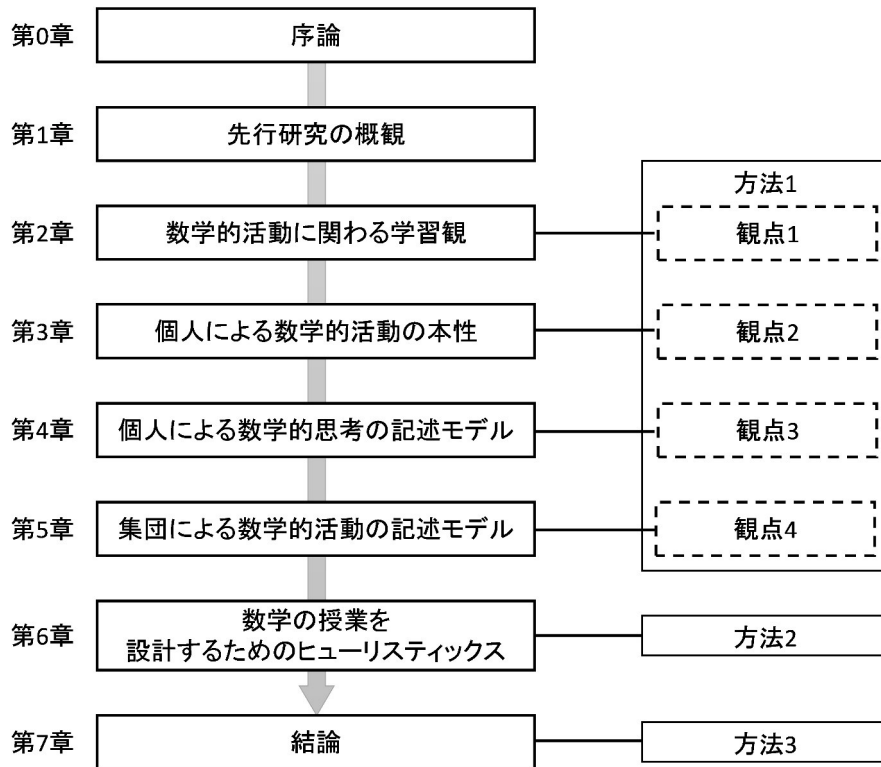 第0章
序論
第1章
先行研究の概観
方法1
第2章
数学的活動に関わる学習観
観点1
第3章
個人による数学的活動の本性
観点2
第4章
個人による数学的思考の記述モデル
観点3
第5章
集団による数学的活動の記述モデル
観点4
第6章
数学の授業を
設計するためのヒューリスティックス
方法2
第7章
結論
方法3